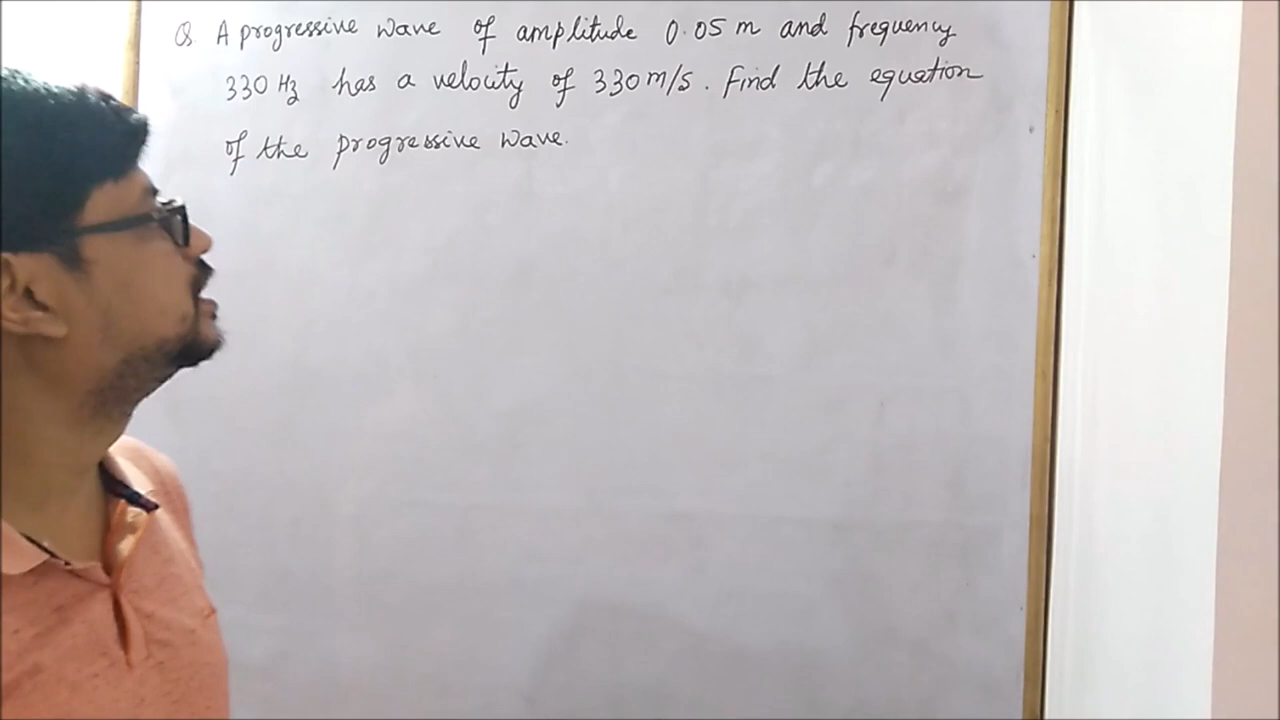 Q. A progressive wave of amplitude 0.05 m and frequency
330 Hz has a velocity of 330 m/s. Find the equation
of the progressive wave.